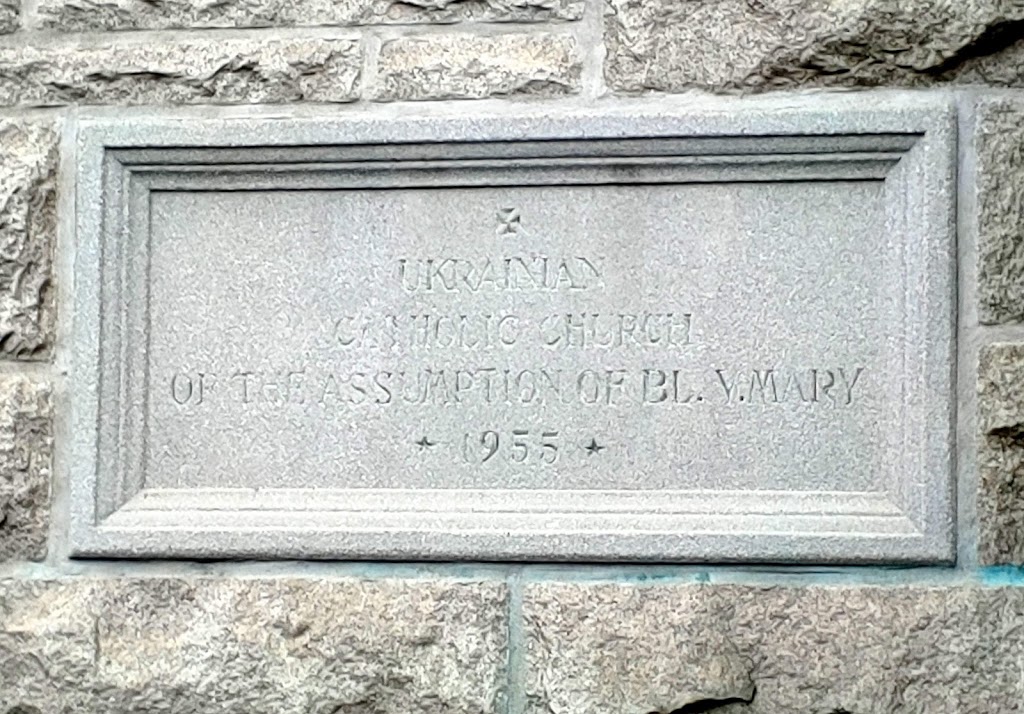 ✠
UKRAINIAN
CATHOLIC CHURCH
OF THE ASSUMPTION OF BL. V. MARY
★ 1955 ★